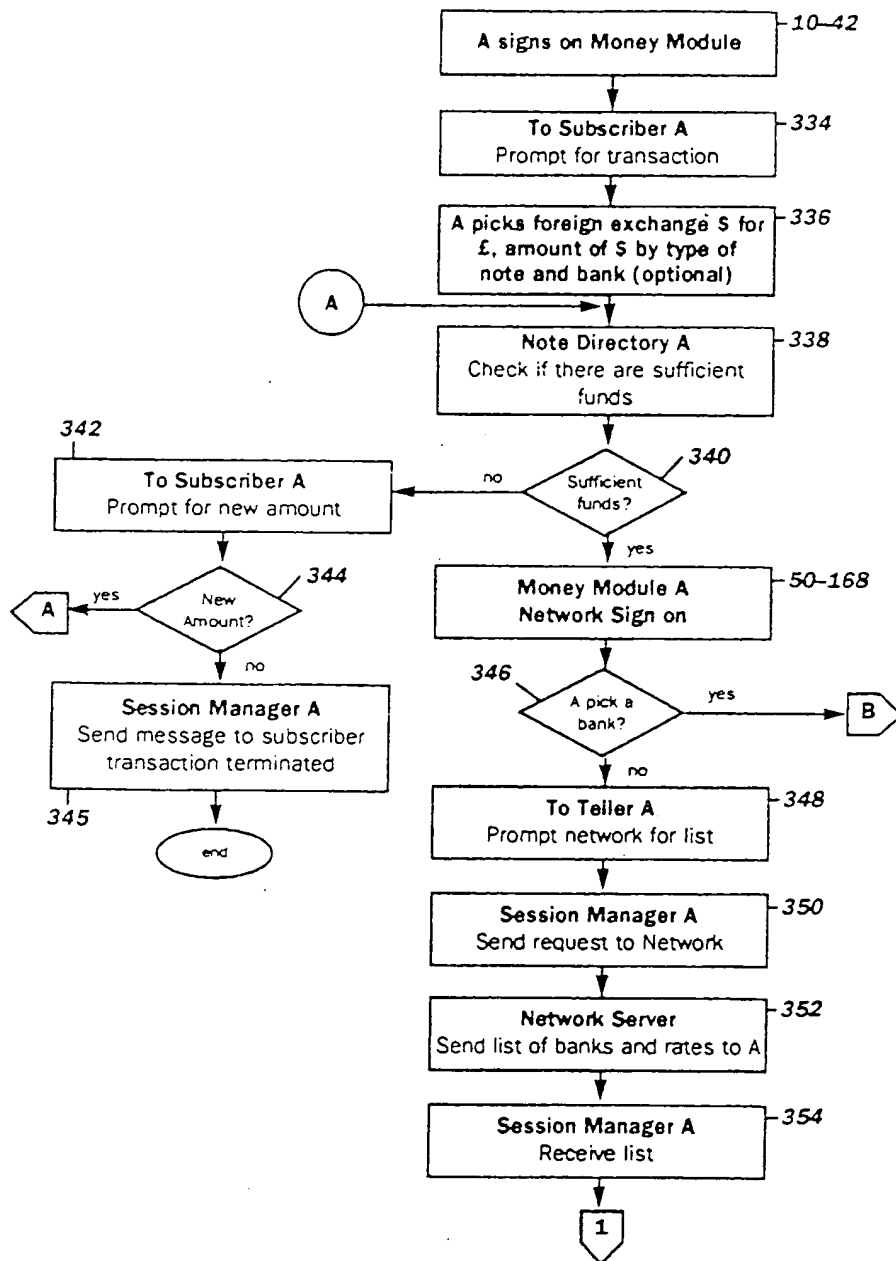 10-42
A signs on Money Module
To Subscriber A
Prompt for transaction
334
A picks foreign exchange $ for
£, amount of $ by type of
note and bank (optional)
336
A
Note Directory A
Check if there are sufficient
funds
338
342
To Subscriber A
Prompt for new amount
no
Sufficient
funds?
340
yes
344
New
Amount?
yes
A
no
Money Module A
Network Sign on
50-168
346
A pick a
bank?
yes
B
no
Session Manager A
Send message to subscriber
transaction terminated
345
end
To Teller A
Prompt network for list
348
Session Manager A
Send request to Network
350
Network Server
Send list of banks and rates to A
352
Session Manager A
Receive list
354
1